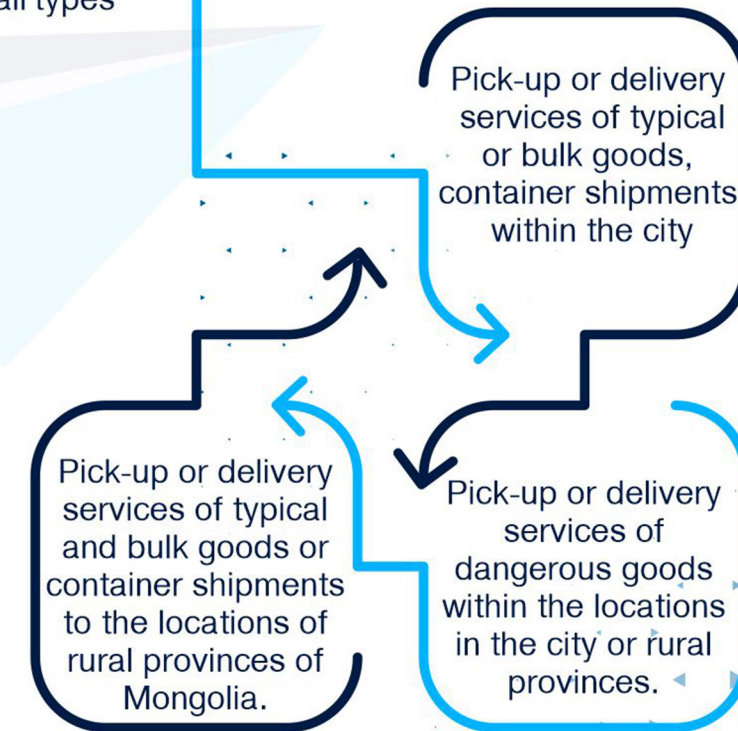 all types
Pick-up or delivery
services of typical
or bulk goods,
container shipments
within the city
Pick-up or delivery
services of typical
and bulk goods or
container shipments
to the locations of
rural provinces of
Mongolia.
Pick-up or delivery
services of
dangerous goods
within the locations
in the city or rural
provinces.